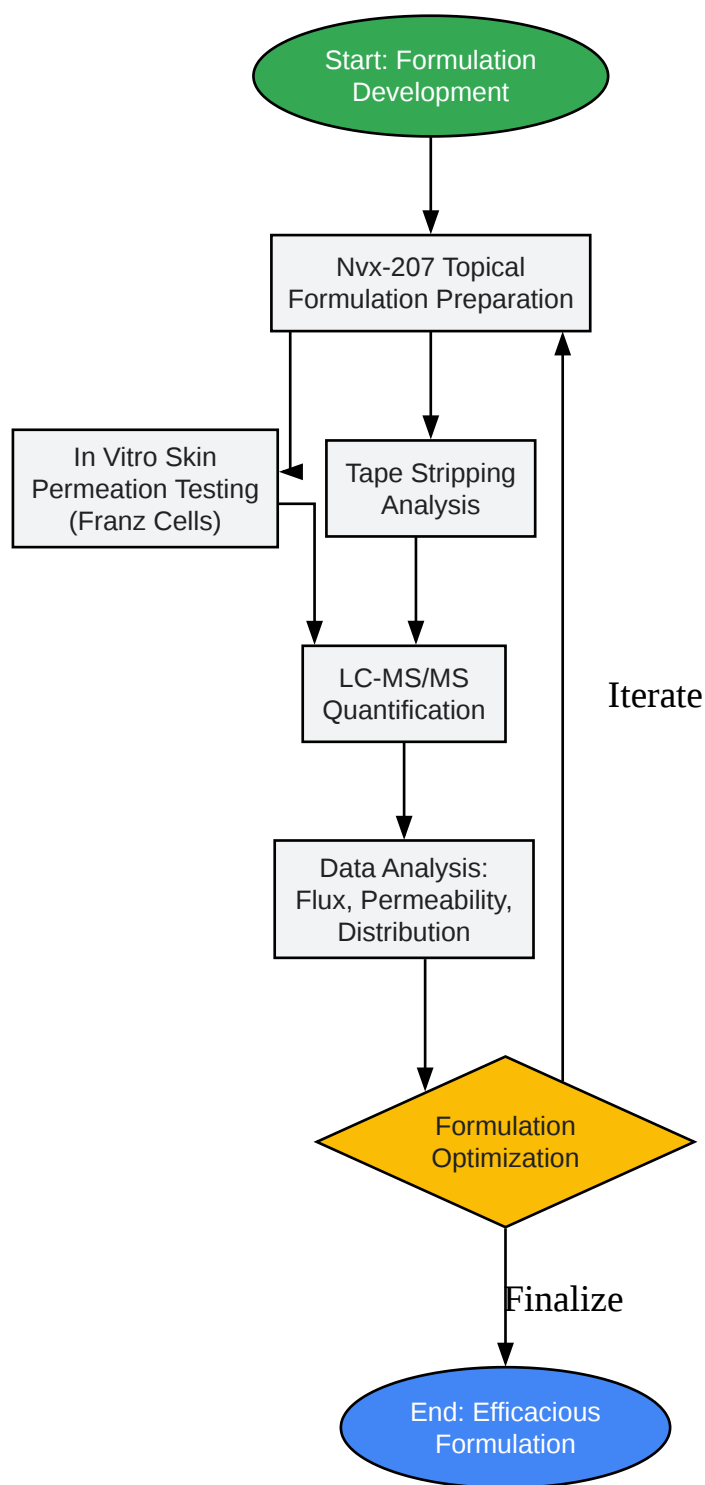 Start: Formulation
Development
Nvx-207 Topical
Formulation Preparation
In Vitro Skin
Permeation Testing
(Franz Cells)
Tape Stripping
Analysis
LC-MS/MS
Quantification
Iterate
Data Analysis:
Flux, Permeability,
Distribution
Formulation
Optimization
Finalize
End: Efficacious
Formulation